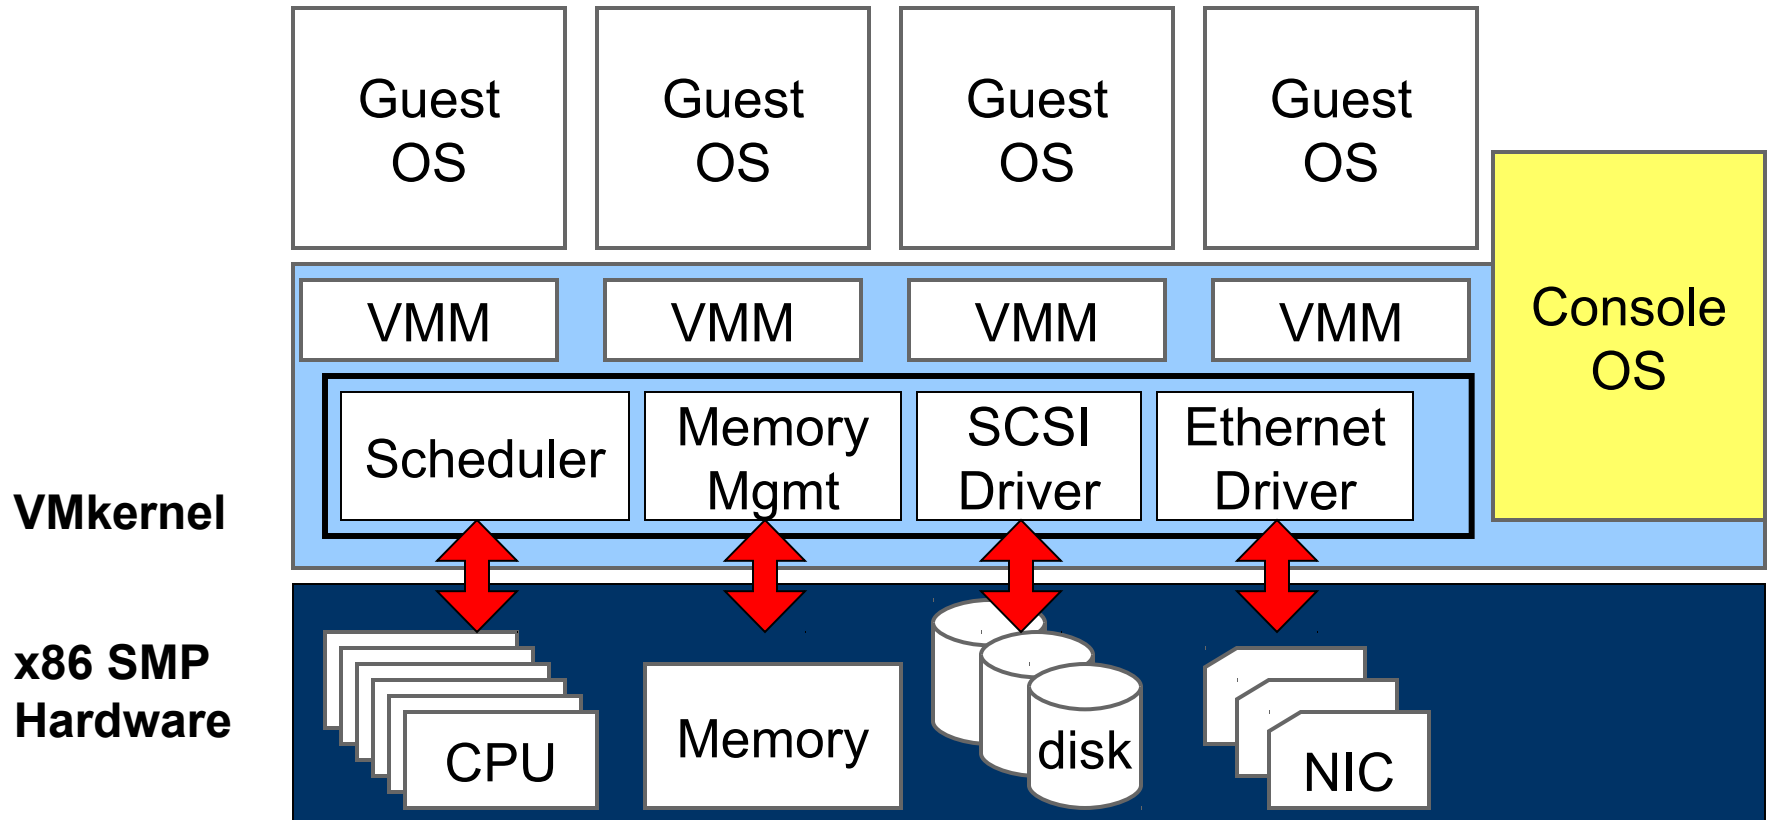 Guest
OS
Guest
OS
Guest
OS
Guest
OS
Console
OS
VMM
VMM
VMM
VMM
Scheduler
Memory
Mgmt
SCSI
Driver
Ethernet
Driver
VMkernel
x86 SMP
Hardware
CPU
Memory
disk
NIC